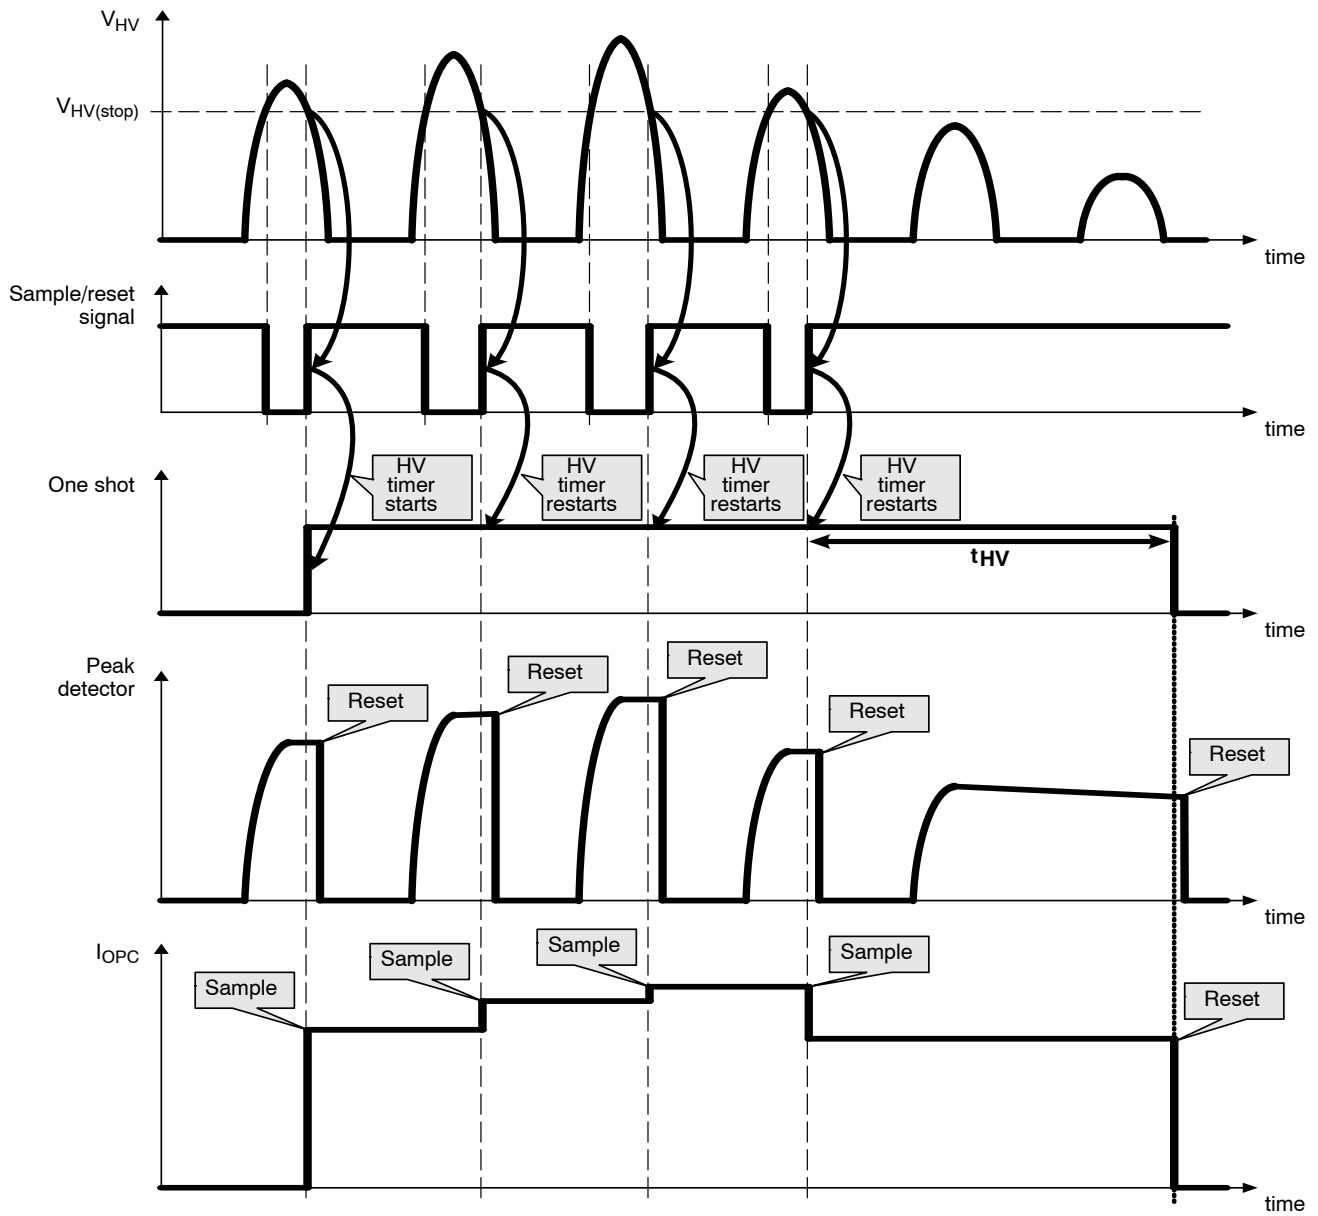 VHV
VHV(stop)
time
Sample/reset
signal
time
One shot
HV
timer
starts
HV
timer
restarts
HV
timer
restarts
HV
timer
restarts
tHV
time
Peak
detector
Reset
Reset
Reset
Reset
Reset
time
IOPC
Sample
Sample
Sample
Sample
Reset
time